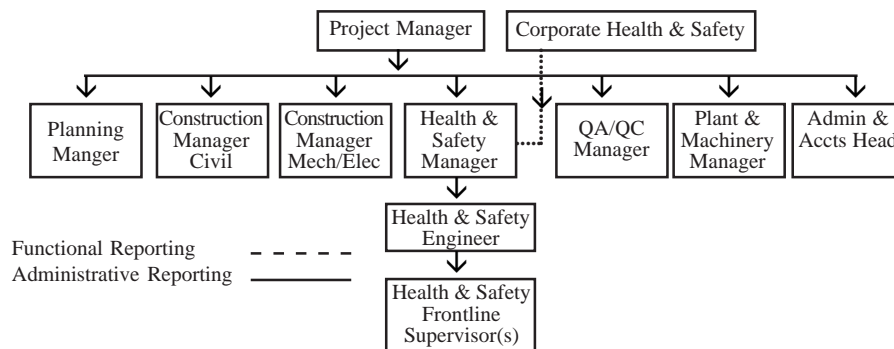 Project Manager
Corporate Health & Safety
Planning
Manger
Construction
Manager
Civil
Construction
Manager
Mech/Elec
Health &
Safety
Manager
QA/QC
Manager
Plant &
Machinery
Manager
Admin &
Accts Head
Health & Safety
Engineer
Functional Reporting
Administrative Reporting
Health & Safety
Frontline
Supervisor(s)